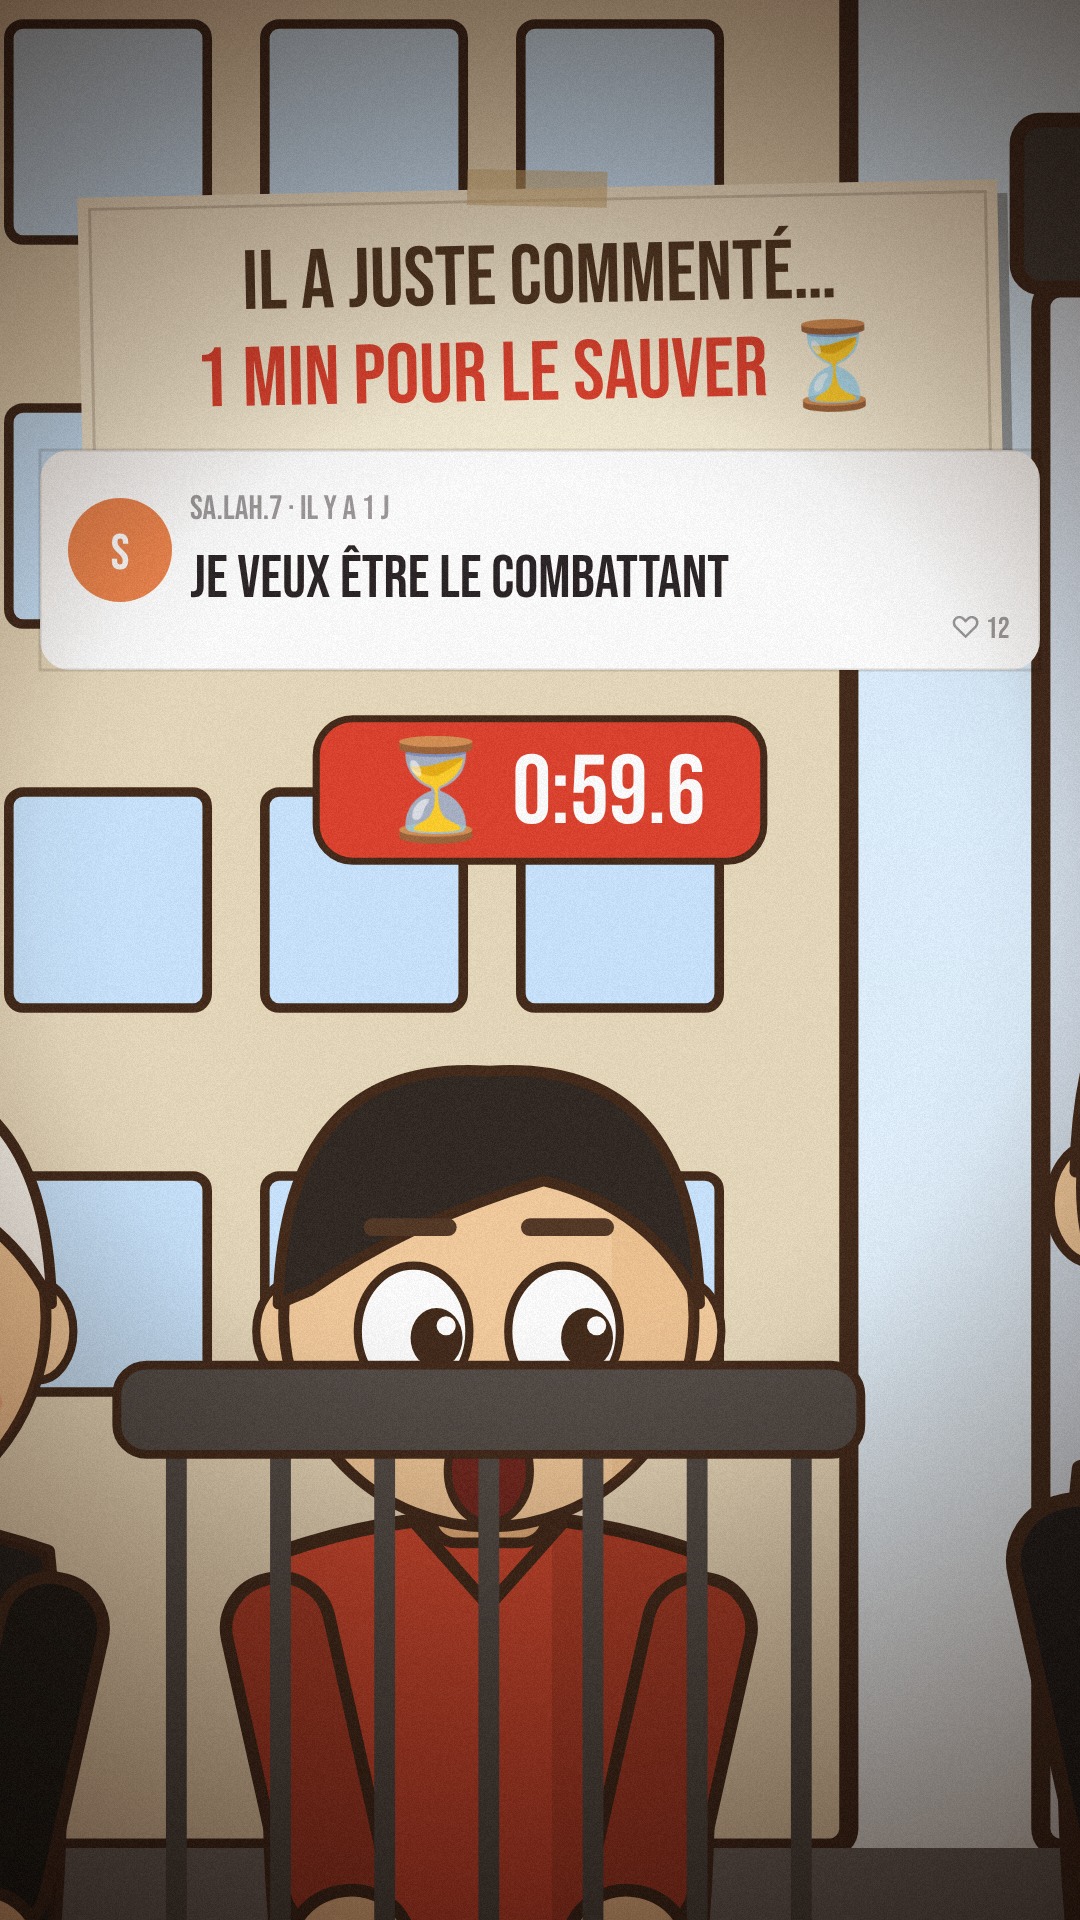 IL A JUSTE COMMENTÉ...
1 MIN POUR LE SAUVER ⏳
S
SA.LAH.7 · IL Y A 1 J
JE VEUX ÊTRE LE COMBATTANT
♡ 12
⏳ 0:59.6